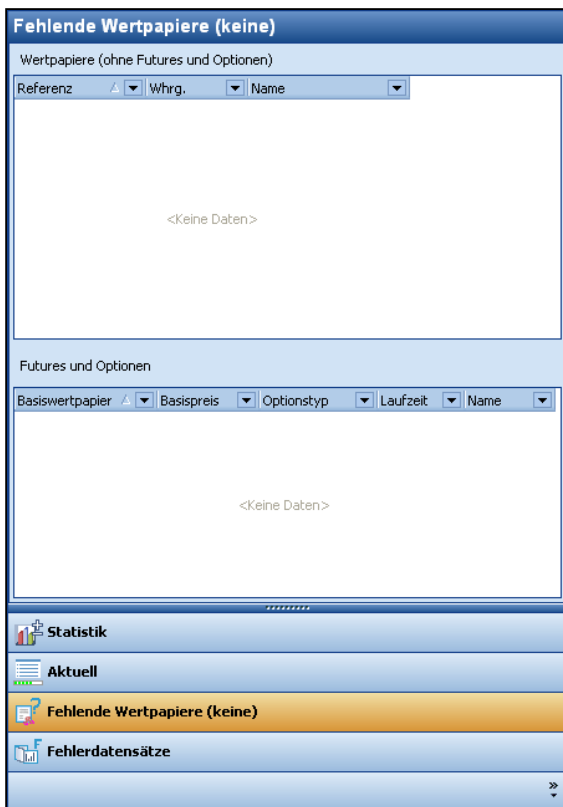 Fehlende Wertpapiere (keine)
Wertpapiere (ohne Futures und Optionen)
Referenz Whrg. Name
<Keine Daten>
Futures und Optionen
Basiswertpapier Basispreis Optionstyp Laufzeit Name
<Keine Daten>
Statistik
Aktuell
Fehlende Wertpapiere (keine)
Fehlerdatensätze